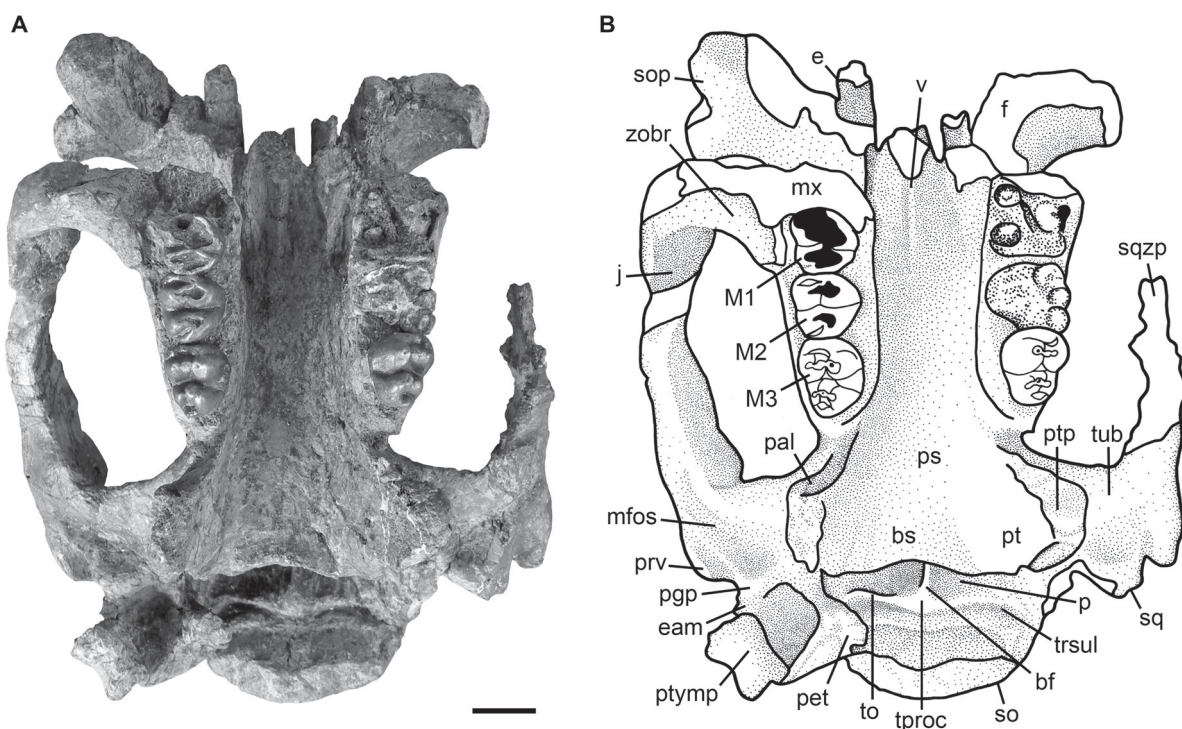 A
B
sop
e
v
f
zobr
mx
j
M1
M2
M3
sqzp
pal
ptp
tub
ps
mfos
bs
pt
prv
pgp
eam
p
sq
trsul
ptymp
pet
to
tproc
so
bf